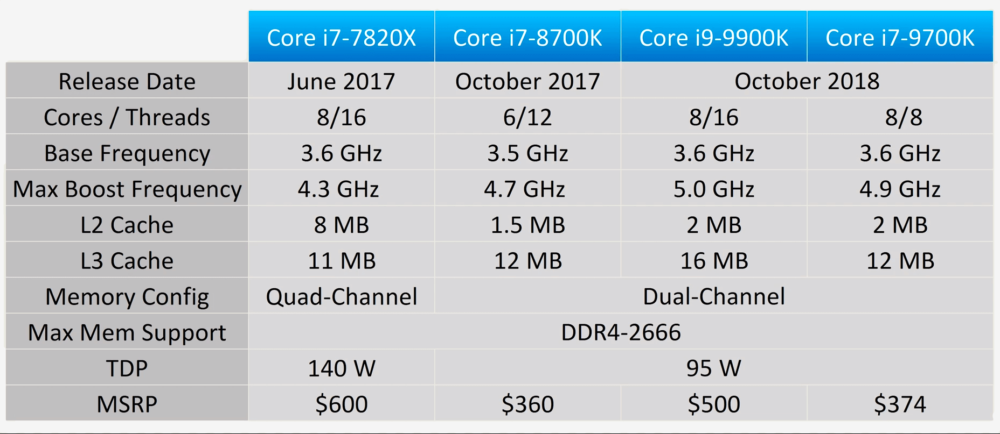 Core i7-7820X Core i7-8700K Core i9-9900K Core i7-9700K
Release Date June 2017 October 2017 October 2018
Cores / Threads 8/16 6/12 8/16 8/8
Base Frequency 3.6 GHz 3.5 GHz 3.6 GHz 3.6 GHz
Max Boost Frequency 4.3 GHz 4.7 GHz 5.0 GHz 4.9 GHz
L2 Cache 8 MB 1.5 MB 2 MB 2 MB
L3 Cache 11 MB 12 MB 16 MB 12 MB
Memory Config Quad-Channel Dual-Channel
Max Mem Support DDR4-2666
TDP 140 W 95 W
MSRP $600 $360 $500 $374